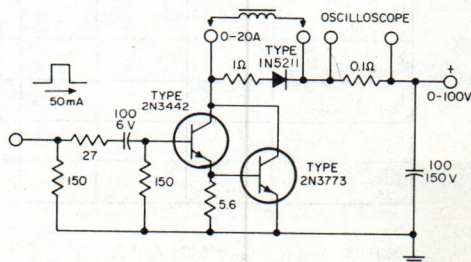 OSCILLOSCOPE
0-20A
TYPE
1N5211
1Ω
0.1Ω
+
0-100V
50mA
TYPE
2N3442
100
6V
27
150
150
5.6
TYPE
2N3773
100
150 V